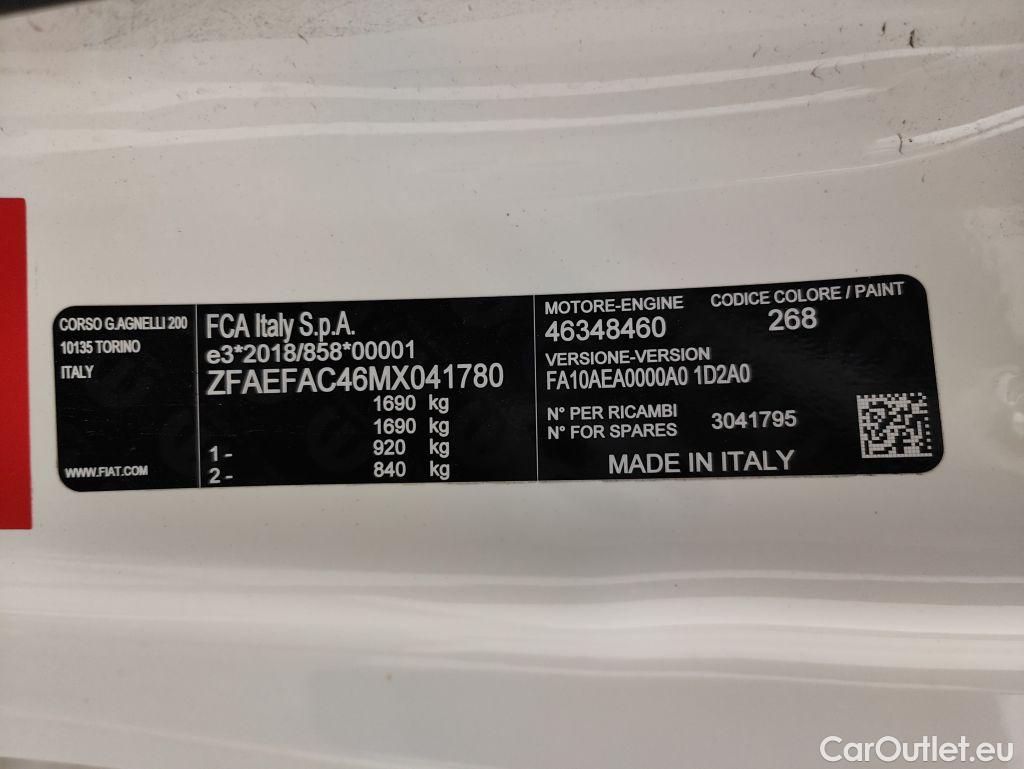 CORSO G.AGNELLI 200
10135 TORINO
ITALY
WWW.FIAT.COM
FCA Italy S.p.A.
e3*2018/858*00001
ZFAEFAC46MX041780
1690 kg
1690 kg
1 - 920 kg
2 - 840 kg
MOTORE-ENGINE
46348460
CODICE COLORE / PAINT
268
VERSIONE-VERSION
FA10AEA0000A0 1D2A0
N° PER RICAMBI
N° FOR SPARES
3041795
MADE IN ITALY
CarOutlet.eu